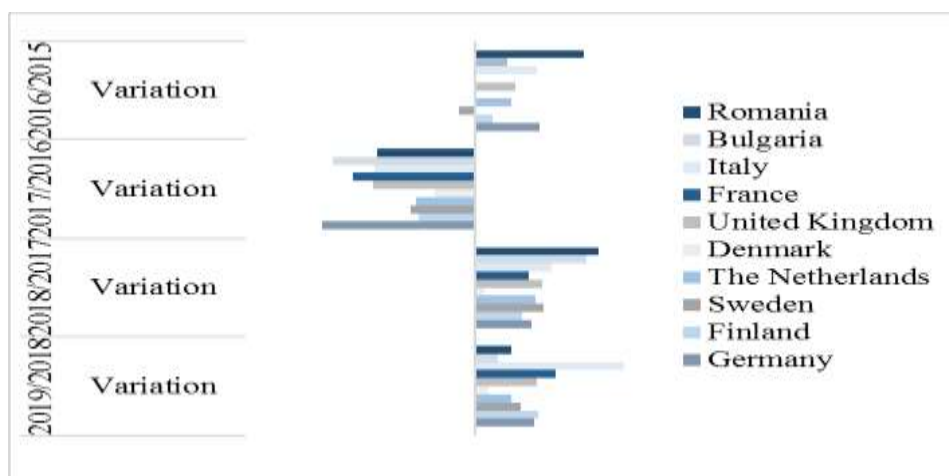 2016/2015
Variation
2017/2016
Variation
2018/2017
Variation
2019/2018
Variation
Romania
Bulgaria
Italy
France
United Kingdom
Denmark
The Netherlands
Sweden
Finland
Germany